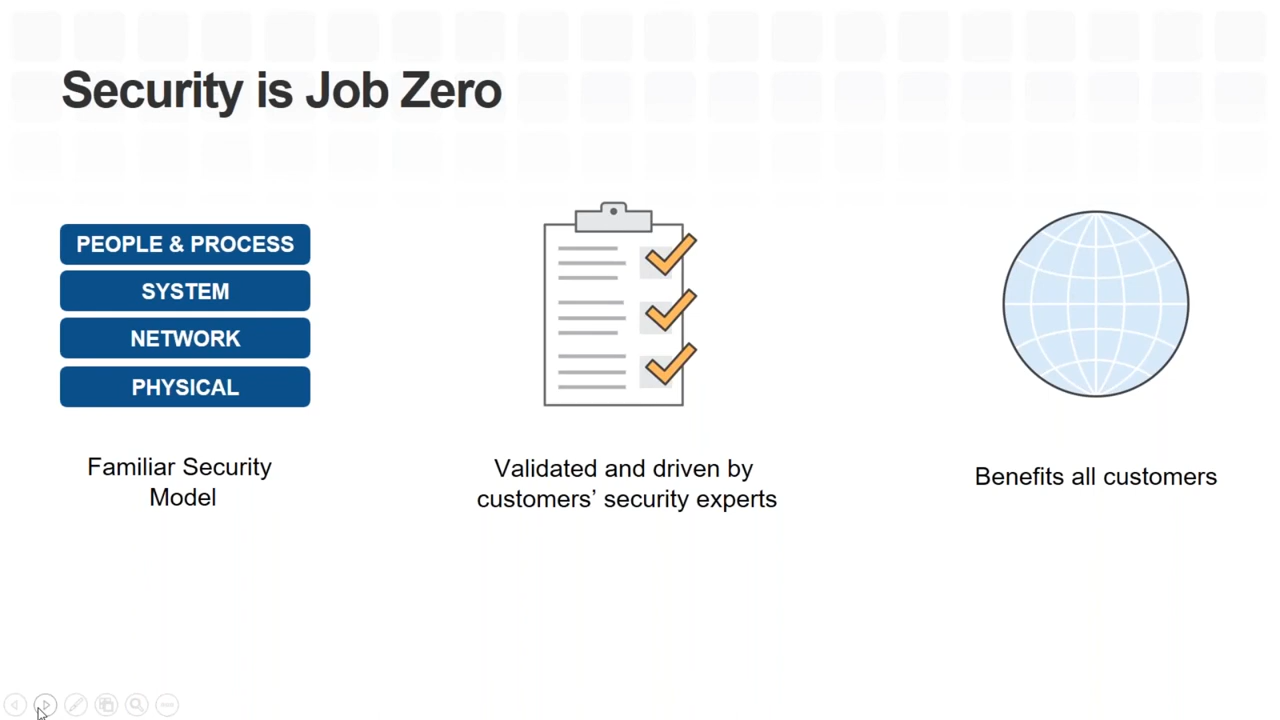 Security is Job Zero
PEOPLE & PROCESS
SYSTEM
NETWORK
PHYSICAL
Familiar Security
Model
Validated and driven by
customers’ security experts
Benefits all customers